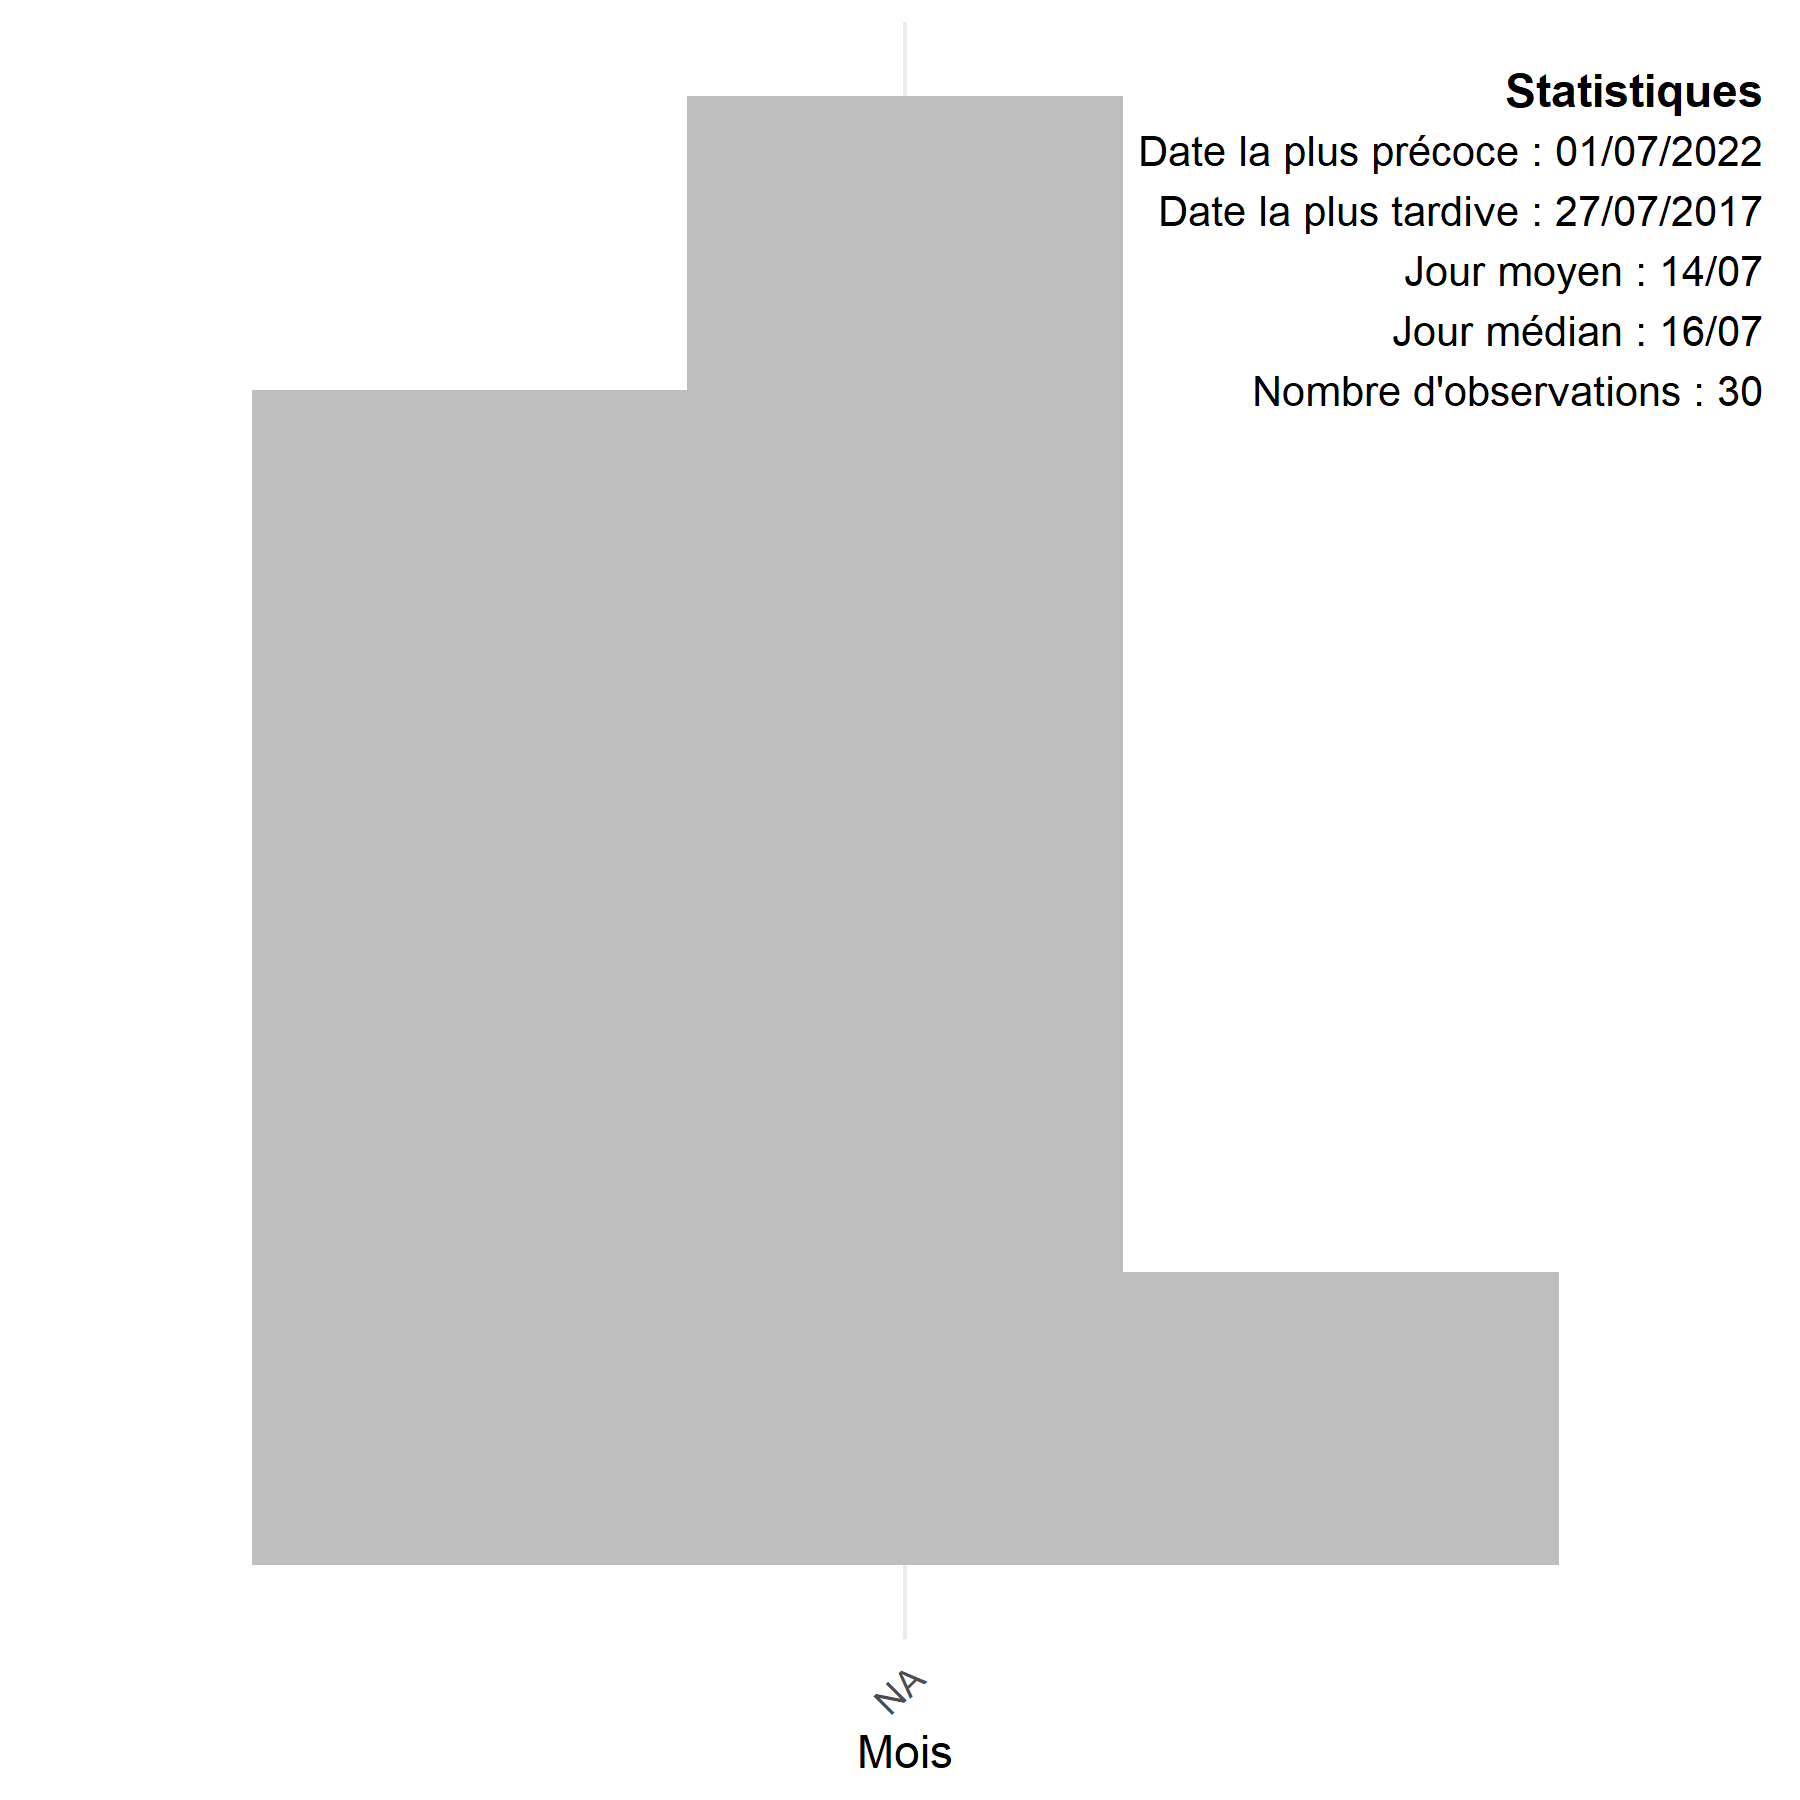 Statistiques
Date la plus précoce : 01/07/2022
Date la plus tardive : 27/07/2017
Jour moyen : 14/07
Jour médian : 16/07
Nombre d'observations : 30
NA
Mois